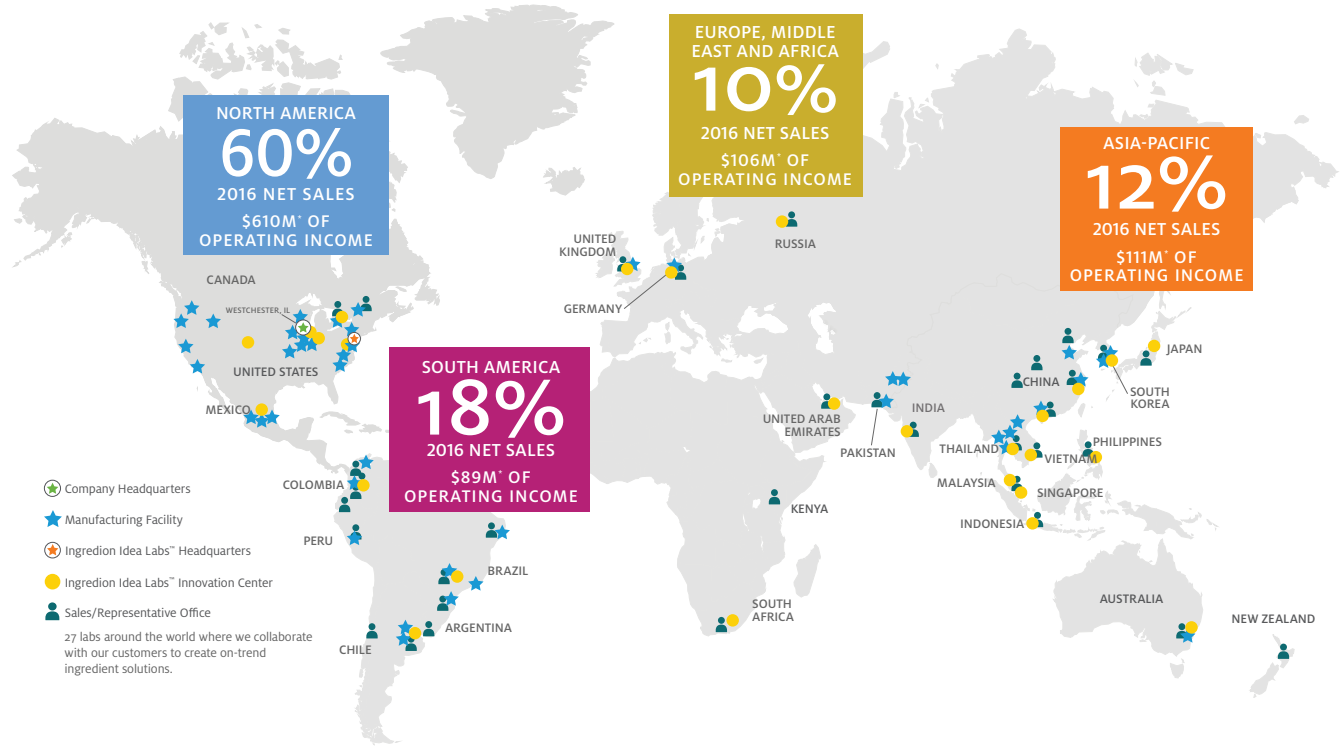 EUROPE, MIDDLE
EAST AND AFRICA
10%
2016 NET SALES
$106M* OF
OPERATING INCOME
NORTH AMERICA
60%
2016 NET SALES
$610M* OF
OPERATING INCOME
ASIA-PACIFIC
12%
2016 NET SALES
$111M* OF
OPERATING INCOME
SOUTH AMERICA
18%
2016 NET SALES
$89M* OF
OPERATING INCOME
CANADA
WESTCHESTER, IL
UNITED STATES
MEXICO
COLOMBIA
PERU
BRAZIL
ARGENTINA
CHILE
UNITED
KINGDOM
GERMANY
RUSSIA
UNITED ARAB
EMIRATES
PAKISTAN
INDIA
KENYA
SOUTH
AFRICA
CHINA
JAPAN
SOUTH
KOREA
THAILAND
VIETNAM
PHILIPPINES
MALAYSIA
SINGAPORE
INDONESIA
AUSTRALIA
NEW ZEALAND
Company Headquarters
Manufacturing Facility
Ingredion Idea Labs™ Headquarters
Ingredion Idea Labs™ Innovation Center
Sales/Representative Office
27 labs around the world where we collaborate
with our customers to create on-trend
ingredient solutions.